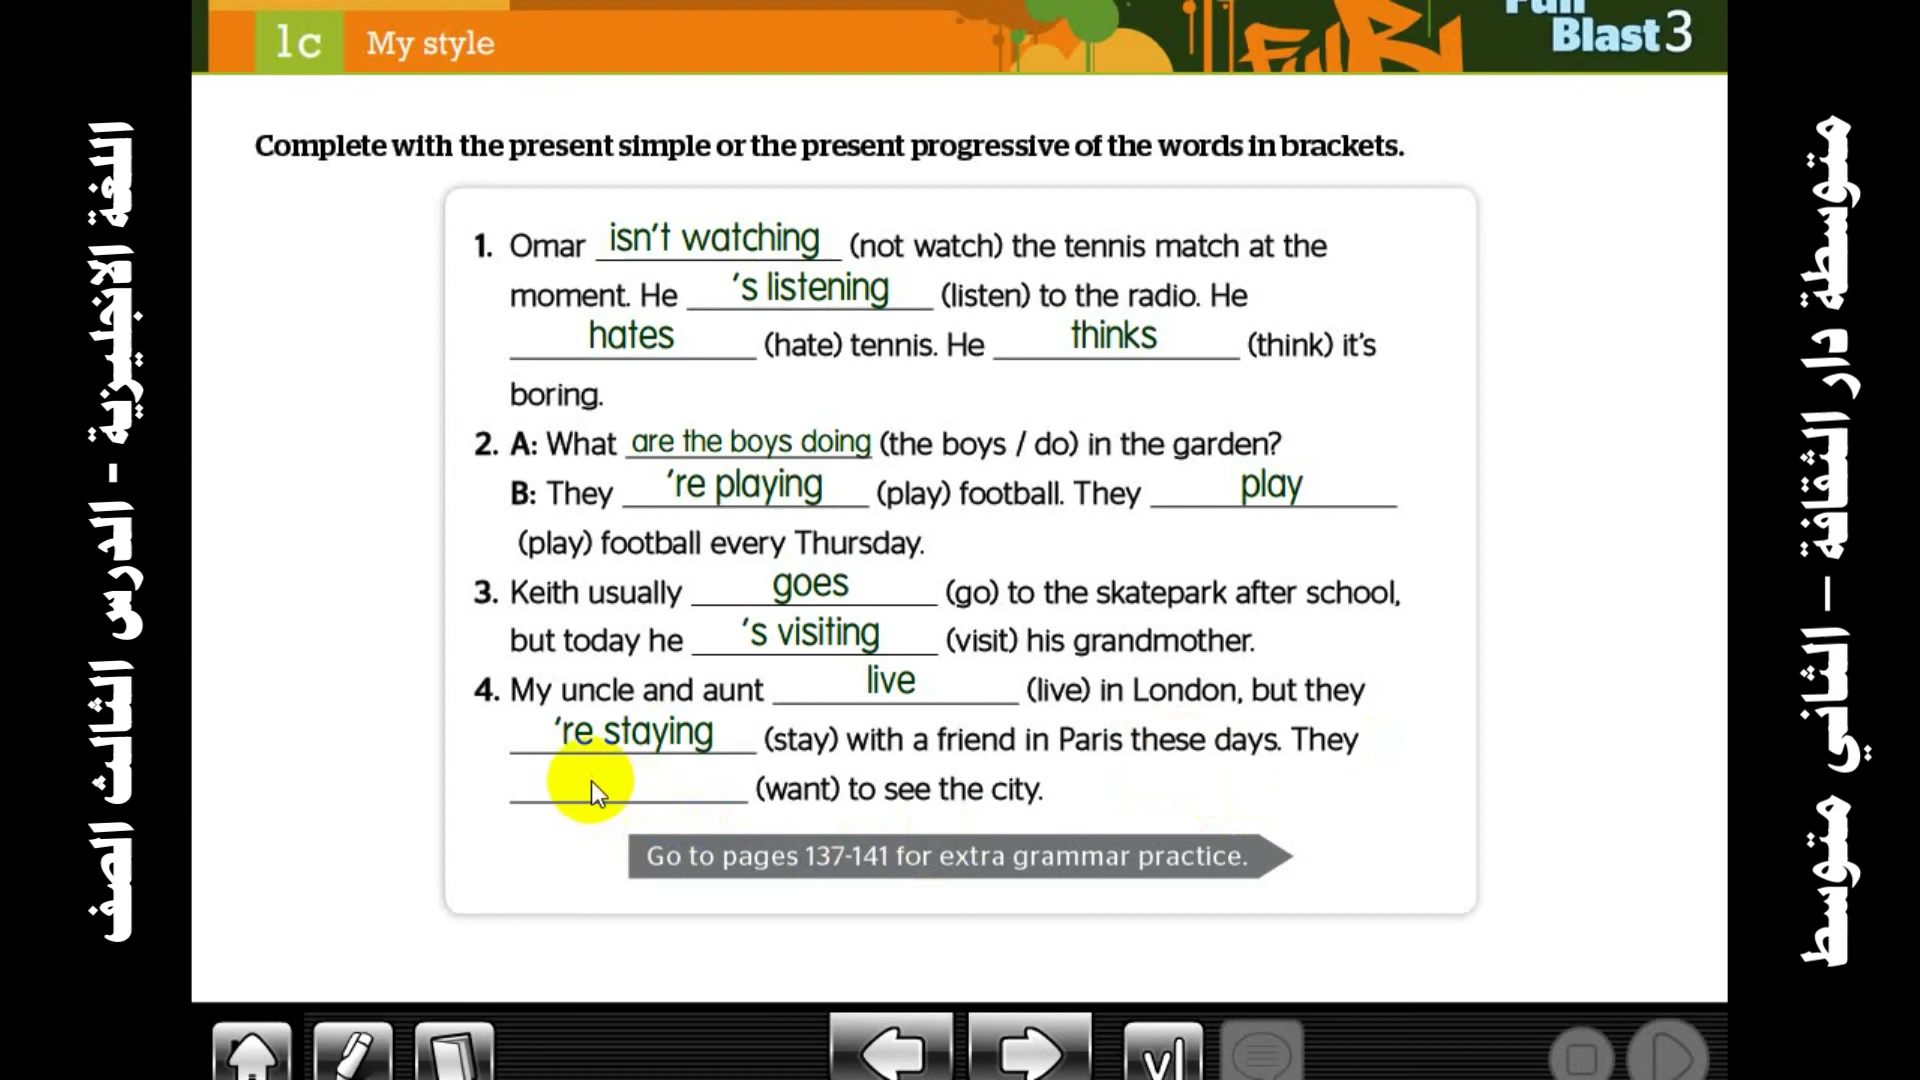 1c My style
Full Blast 3
Complete with the present simple or the present progressive of the words in brackets.
1. Omar isn't watching (not watch) the tennis match at the
moment. He 's listening (listen) to the radio. He
hates (hate) tennis. He thinks (think) it's
boring.
2. A: What are the boys doing (the boys / do) in the garden?
B: They 're playing (play) football. They play
(play) football every Thursday.
3. Keith usually goes (go) to the skatepark after school,
but today he 's visiting (visit) his grandmother.
4. My uncle and aunt live (live) in London, but they
're staying (stay) with a friend in Paris these days. They
(want) to see the city.
Go to pages 137-141 for extra grammar practice.
اللغة الانجليزية - الدرس الثالث الصف
متوسطة دار الثقافة – الثاني متوسط